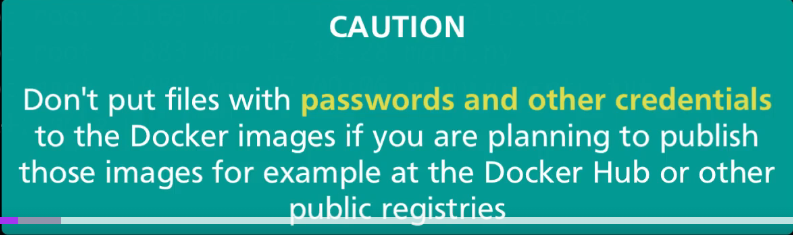 CAUTION
Don't put files with passwords and other credentials
to the Docker images if you are planning to publish
those images for example at the Docker Hub or other
public registries